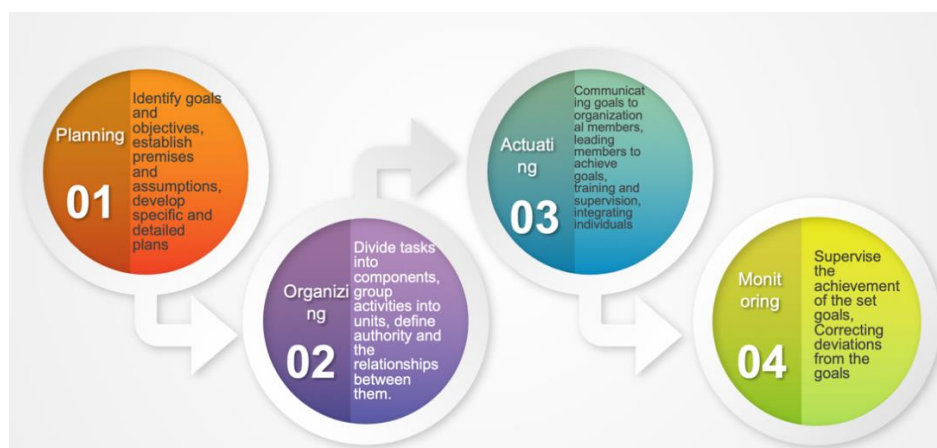 Planning
01
Identify goals
and
objectives,
establish
premises
and
assumptions,
develop
specific and
detailed
plans
Organizi
ng
02
Divide tasks
into
components,
group
activities into
units, define
authority and
the
relationships
between
them.
Actuati
ng
03
Communicat
ing goals to
organization
al members,
leading
members to
achieve
goals,
training and
supervision,
integrating
individuals
Monit
oring
04
Supervise
the
achievement
of the set
goals,
Correcting
deviations
from the
goals